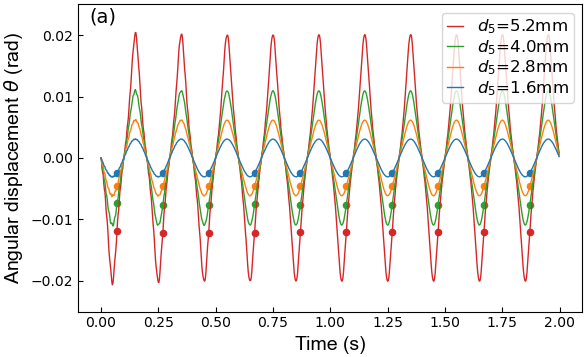 (a)
d5=5.2mm
d5=4.0mm
d5=2.8mm
d5=1.6mm
Angular displacement θ (rad)
0.02
0.01
0.00
−0.01
−0.02
0.00 0.25 0.50 0.75 1.00 1.25 1.50 1.75 2.00
Time (s)